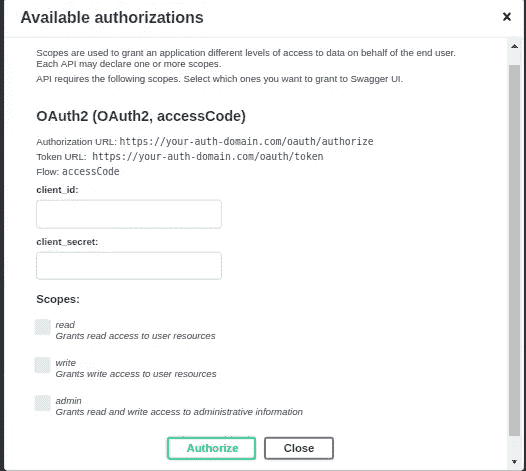 Available authorizations
×
Scopes are used to grant an application different levels of access to data on behalf of the end user.
Each API may declare one or more scopes.
API requires the following scopes. Select which ones you want to grant to Swagger UI.
OAuth2 (OAuth2, accessCode)
Authorization URL: https://your-auth-domain.com/oauth/authorize
Token URL: https://your-auth-domain.com/oauth/token
Flow: accessCode
client_id:
client_secret:
Scopes:
read
Grants read access to user resources
write
Grants write access to user resources
admin
Grants read and write access to administrative information
Authorize Close